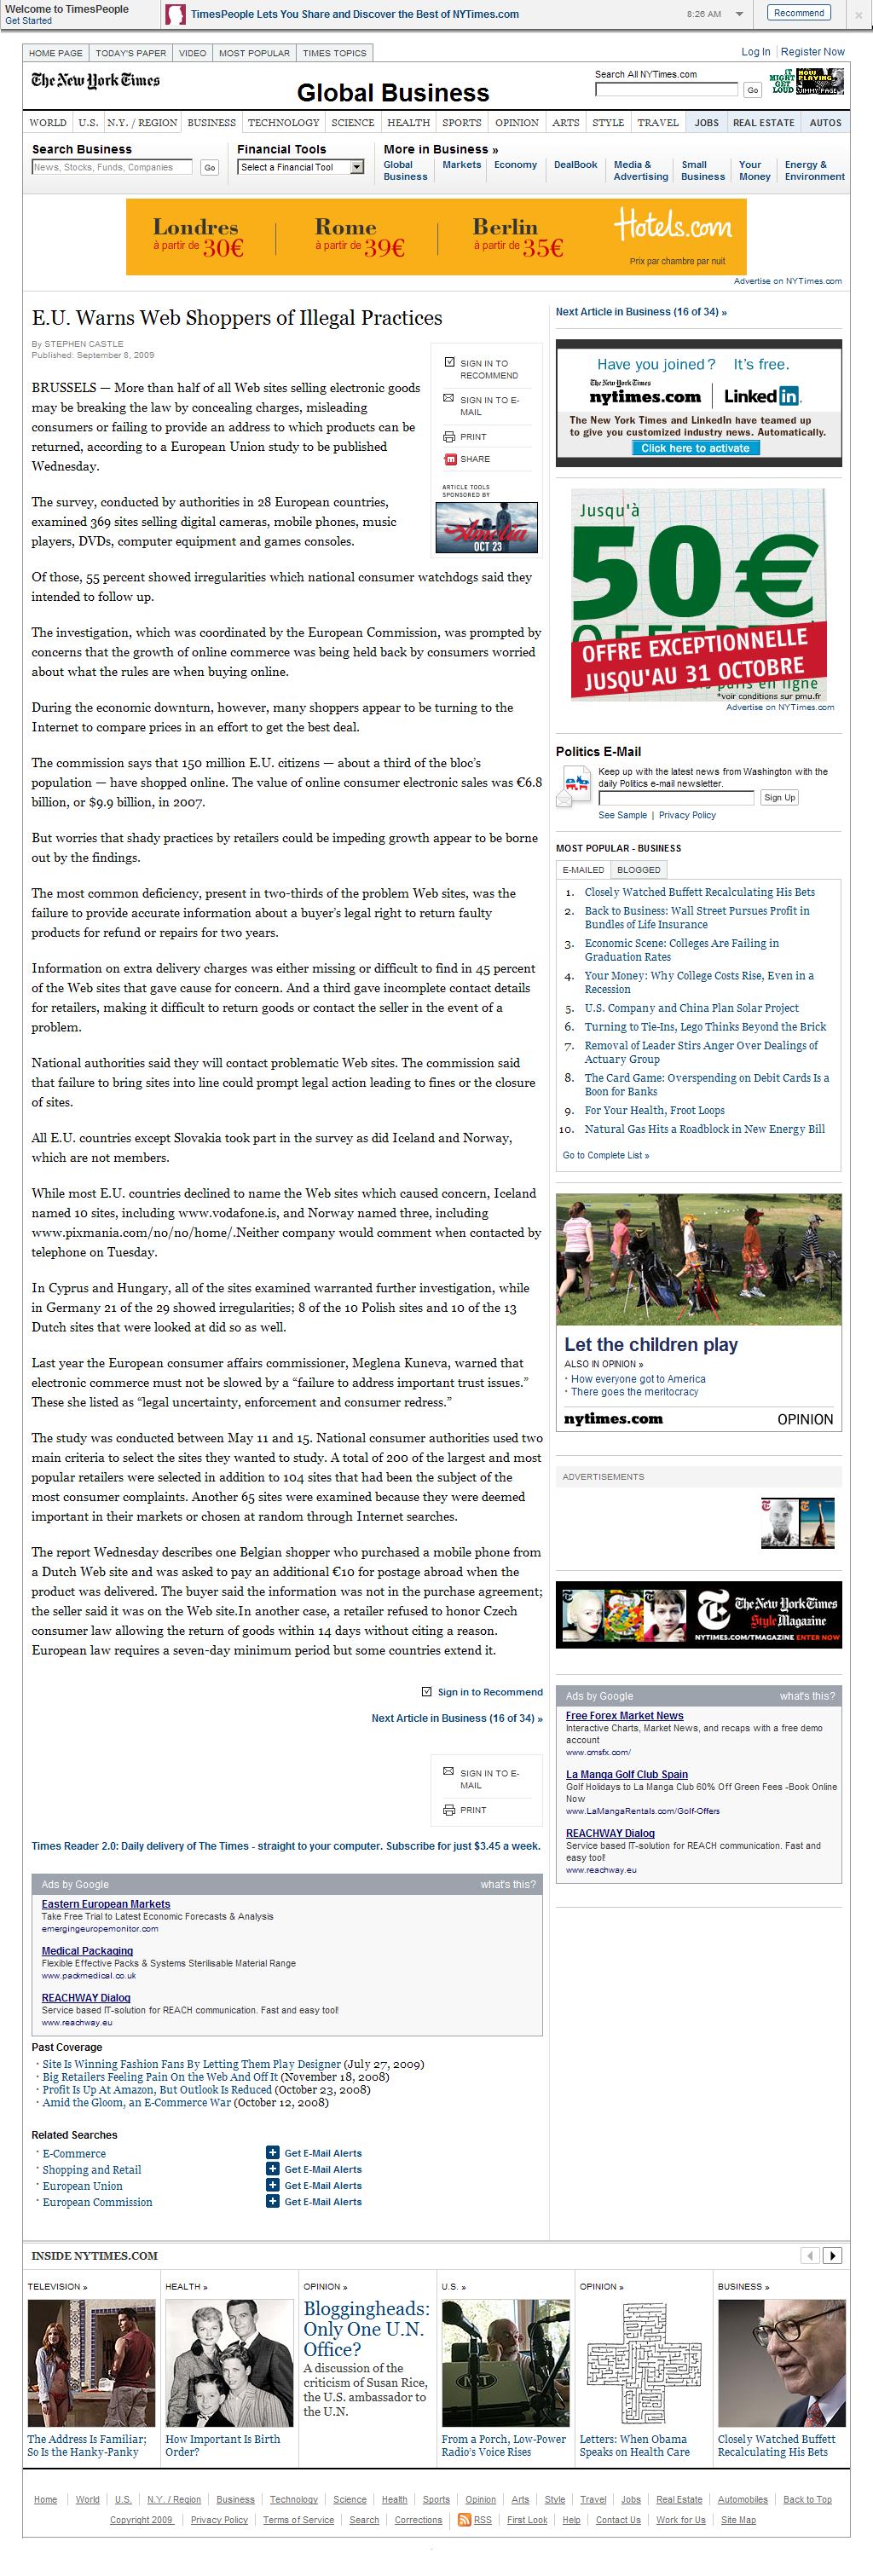 Welcome to TimesPeople
Get Started
TimesPeople Lets You Share and Discover the Best of NYTimes.com
8:26 AM
Recommend
HOME PAGE
TODAY'S PAPER
VIDEO
MOST POPULAR
TIMES TOPICS
Log In
Register Now
The New York Times
Global Business
Search All NYTimes.com
Go
IT MIGHT GET LOUD
NOW PLAYING
JIMMY PAGE
WORLD
U.S.
N.Y. / REGION
BUSINESS
TECHNOLOGY
SCIENCE
HEALTH
SPORTS
OPINION
ARTS
STYLE
TRAVEL
JOBS
REAL ESTATE
AUTOS
Search Business
News, Stocks, Funds, Companies
Go
Financial Tools
Select a Financial Tool
More in Business »
Global Business
Markets
Economy
DealBook
Media & Advertising
Small Business
Your Money
Energy & Environment
Londres
à partir de 30€
Rome
à partir de 39€
Berlin
à partir de 35€
Hotels.com
Prix par chambre par nuit
Advertise on NYTimes.com
E.U. Warns Web Shoppers of Illegal Practices
By STEPHEN CASTLE
Published: September 8, 2009
SIGN IN TO
RECOMMEND
SIGN IN TO E-
MAIL
PRINT
SHARE
ARTICLE TOOLS
SPONSORED BY
Amelia
OCT 23
BRUSSELS — More than half of all Web sites selling electronic goods
may be breaking the law by concealing charges, misleading
consumers or failing to provide an address to which products can be
returned, according to a European Union study to be published
Wednesday.
The survey, conducted by authorities in 28 European countries,
examined 369 sites selling digital cameras, mobile phones, music
players, DVDs, computer equipment and games consoles.
Of those, 55 percent showed irregularities which national consumer watchdogs said they
intended to follow up.
The investigation, which was coordinated by the European Commission, was prompted by
concerns that the growth of online commerce was being held back by consumers worried
about what the rules are when buying online.
During the economic downturn, however, many shoppers appear to be turning to the
Internet to compare prices in an effort to get the best deal.
The commission says that 150 million E.U. citizens — about a third of the bloc's
population — have shopped online. The value of online consumer electronic sales was €6.8
billion, or $9.9 billion, in 2007.
But worries that shady practices by retailers could be impeding growth appear to be borne
out by the findings.
The most common deficiency, present in two-thirds of the problem Web sites, was the
failure to provide accurate information about a buyer's legal right to return faulty
products for refund or repairs for two years.
Information on extra delivery charges was either missing or difficult to find in 45 percent
of the Web sites that gave cause for concern. And a third gave incomplete contact details
for retailers, making it difficult to return goods or contact the seller in the event of a
problem.
National authorities said they will contact problematic Web sites. The commission said
that failure to bring sites into line could prompt legal action leading to fines or the closure
of sites.
All E.U. countries except Slovakia took part in the survey as did Iceland and Norway,
which are not members.
While most E.U. countries declined to name the Web sites which caused concern, Iceland
named 10 sites, including www.vodafone.is, and Norway named three, including
www.pixmania.com/no/no/home/.Neither company would comment when contacted by
telephone on Tuesday.
In Cyprus and Hungary, all of the sites examined warranted further investigation, while
in Germany 21 of the 29 showed irregularities; 8 of the 10 Polish sites and 10 of the 13
Dutch sites that were looked at did so as well.
Last year the European consumer affairs commissioner, Meglena Kuneva, warned that
electronic commerce must not be slowed by a “failure to address important trust issues.”
These she listed as “legal uncertainty, enforcement and consumer redress.”
The study was conducted between May 11 and 15. National consumer authorities used two
main criteria to select the sites they wanted to study. A total of 200 of the largest and most
popular retailers were selected in addition to 104 sites that had been the subject of the
most consumer complaints. Another 65 sites were examined because they were deemed
important in their markets or chosen at random through Internet searches.
The report Wednesday describes one Belgian shopper who purchased a mobile phone from
a Dutch Web site and was asked to pay an additional €10 for postage abroad when the
product was delivered. The buyer said the information was not in the purchase agreement;
the seller said it was on the Web site.In another case, a retailer refused to honor Czech
consumer law allowing the return of goods within 14 days without citing a reason.
European law requires a seven-day minimum period but some countries extend it.
Sign in to Recommend
Next Article in Business (16 of 34) »
SIGN IN TO E-
MAIL
PRINT
Times Reader 2.0: Daily delivery of The Times - straight to your computer. Subscribe for just $3.45 a week.
Ads by Google
what's this?
Eastern European Markets
Take Free Trial to Latest Economic Forecasts & Analysis
emergingeuropemonitor.com
Medical Packaging
Flexible Effective Packs & Systems Sterilisable Material Range
www.packmedical.co.uk
REACHWAY Dialog
Service based IT-solution for REACH communication. Fast and easy tool!
www.reachway.eu
Past Coverage
Site Is Winning Fashion Fans By Letting Them Play Designer (July 27, 2009)
Big Retailers Feeling Pain On the Web And Off It (November 18, 2008)
Profit Is Up At Amazon, But Outlook Is Reduced (October 23, 2008)
Amid the Gloom, an E-Commerce War (October 12, 2008)
Related Searches
E-Commerce
Get E-Mail Alerts
Shopping and Retail
Get E-Mail Alerts
European Union
Get E-Mail Alerts
European Commission
Get E-Mail Alerts
Next Article in Business (16 of 34) »
Have you joined? It's free.
The New York Times
nytimes.com
Linked in
The New York Times and LinkedIn have teamed up
to give you customized industry news. Automatically.
Click here to activate
Jusqu'à
50€
OFFRE EXCEPTIONNELLE
JUSQU'AU 31 OCTOBRE
paris en ligne
*voir conditions sur pmu.fr
Advertise on NYTimes.com
Politics E-Mail
Keep up with the latest news from Washington with the
daily Politics e-mail newsletter.
Sign Up
See Sample | Privacy Policy
MOST POPULAR - BUSINESS
E-MAILED
BLOGGED
1. Closely Watched Buffett Recalculating His Bets
2. Back to Business: Wall Street Pursues Profit in
Bundles of Life Insurance
3. Economic Scene: Colleges Are Failing in
Graduation Rates
4. Your Money: Why College Costs Rise, Even in a
Recession
5. U.S. Company and China Plan Solar Project
6. Turning to Tie-Ins, Lego Thinks Beyond the Brick
7. Removal of Leader Stirs Anger Over Dealings of
Actuary Group
8. The Card Game: Overspending on Debit Cards Is a
Boon for Banks
9. For Your Health, Froot Loops
10. Natural Gas Hits a Roadblock in New Energy Bill
Go to Complete List »
Let the children play
ALSO IN OPINION »
How everyone got to America
There goes the meritocracy
nytimes.com
OPINION
ADVERTISEMENTS
The New York Times
Style Magazine
NYTIMES.COM/TMAGAZINE ENTER NOW
Ads by Google
what's this?
Free Forex Market News
Interactive Charts, Market News, and recaps with a free demo
account
www.cmsfx.com/
La Manga Golf Club Spain
Golf Holidays to La Manga Club 60% Off Green Fees -Book Online
Now
www.LaMangaRentals.com/Golf-Offers
REACHWAY Dialog
Service based IT-solution for REACH communication. Fast and
easy tool!
www.reachway.eu
INSIDE NYTIMES.COM
TELEVISION »
The Address Is Familiar;
So Is the Hanky-Panky
HEALTH »
How Important Is Birth
Order?
OPINION »
Bloggingheads:
Only One U.N.
Office?
A discussion of the
criticism of Susan Rice,
the U.S. ambassador to
the U.N.
U.S. »
From a Porch, Low-Power
Radio's Voice Rises
OPINION »
Letters: When Obama
Speaks on Health Care
BUSINESS »
Closely Watched Buffett
Recalculating His Bets
Home
World
U.S.
N.Y. / Region
Business
Technology
Science
Health
Sports
Opinion
Arts
Style
Travel
Jobs
Real Estate
Automobiles
Back to Top
Copyright 2009
Privacy Policy
Terms of Service
Search
Corrections
RSS
First Look
Help
Contact Us
Work for Us
Site Map